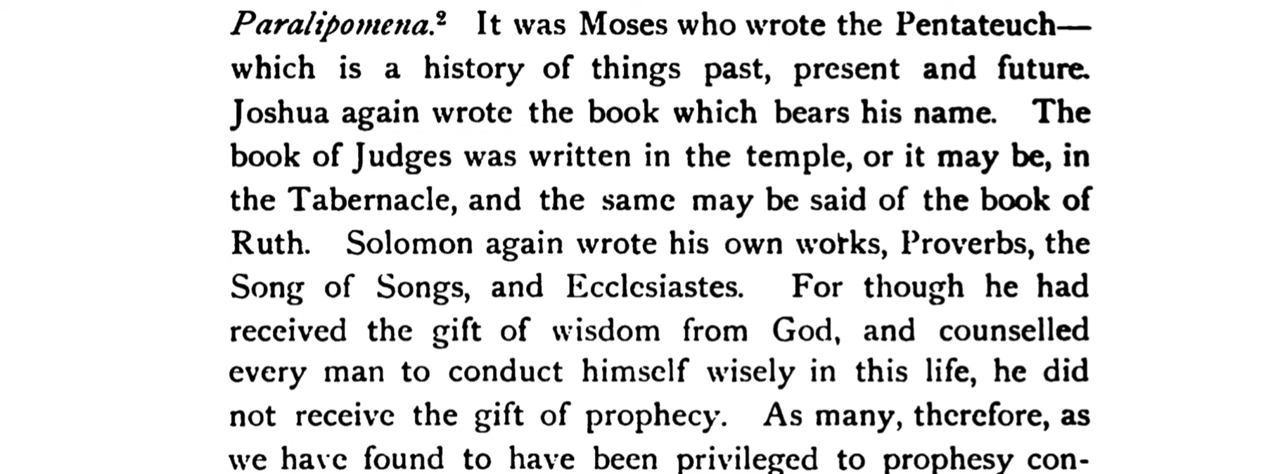 Paralipomena.² It was Moses who wrote the Pentateuch—
which is a history of things past, present and future.
Joshua again wrote the book which bears his name. The
book of Judges was written in the temple, or it may be, in
the Tabernacle, and the same may be said of the book of
Ruth. Solomon again wrote his own works, Proverbs, the
Song of Songs, and Ecclesiastes. For though he had
received the gift of wisdom from God, and counselled
every man to conduct himself wisely in this life, he did
not receive the gift of prophecy. As many, therefore, as
we have found to have been privileged to prophesy con-